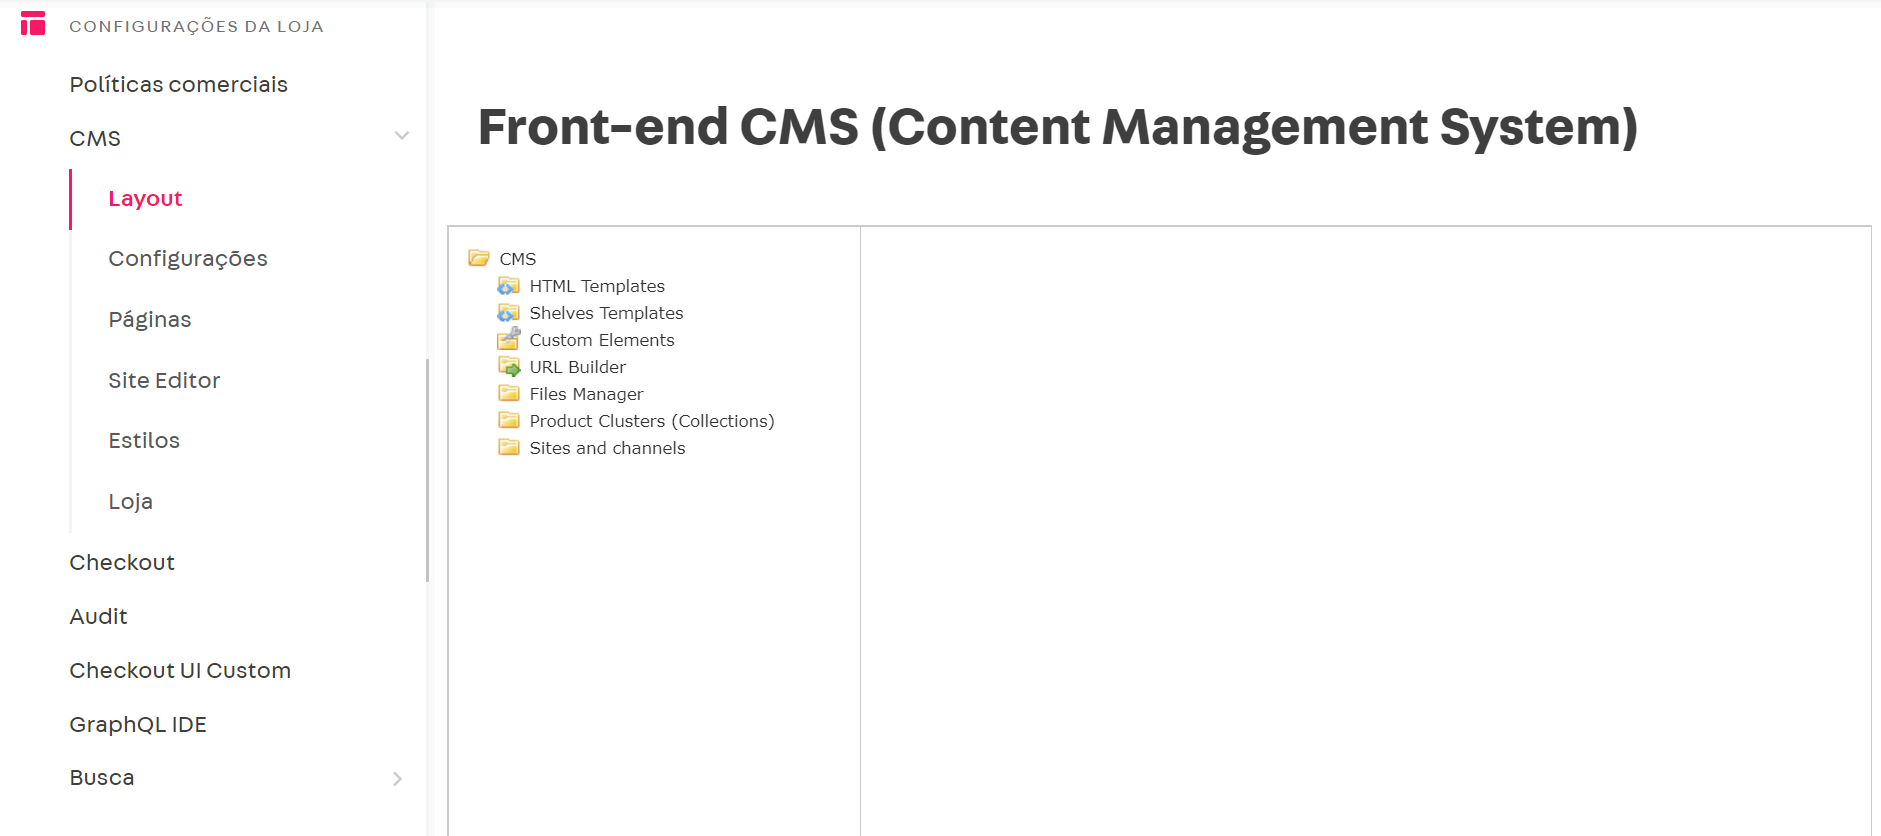 CONFIGURAÇÕES DA LOJA
Políticas comerciais
CMS
Layout
Configurações
Páginas
Site Editor
Estilos
Loja
Checkout
Audit
Checkout UI Custom
GraphQL IDE
Busca
Front-end CMS (Content Management System)
CMS
HTML Templates
Shelves Templates
Custom Elements
URL Builder
Files Manager
Product Clusters (Collections)
Sites and channels